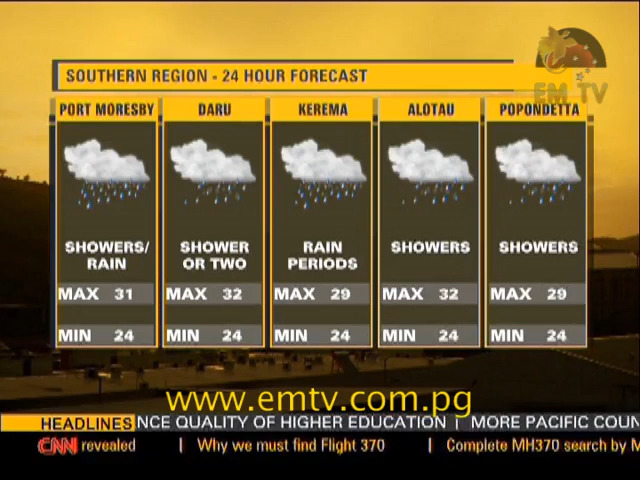 EM TV
SOUTHERN REGION - 24 HOUR FORECAST
PORT MORESBY
SHOWERS/
RAIN
MAX 31
MIN 24
DARU
SHOWER
OR TWO
MAX 32
MIN 24
KEREMA
RAIN
PERIODS
MAX 29
MIN 24
ALOTAU
SHOWERS
MAX 32
MIN 24
POPONDETTA
SHOWERS
MAX 29
MIN 24
www.emtv.com.pg
HEADLINES NCE QUALITY OF HIGHER EDUCATION | MORE PACIFIC COUN
CNN revealed | Why we must find Flight 370 | Complete MH370 search by M